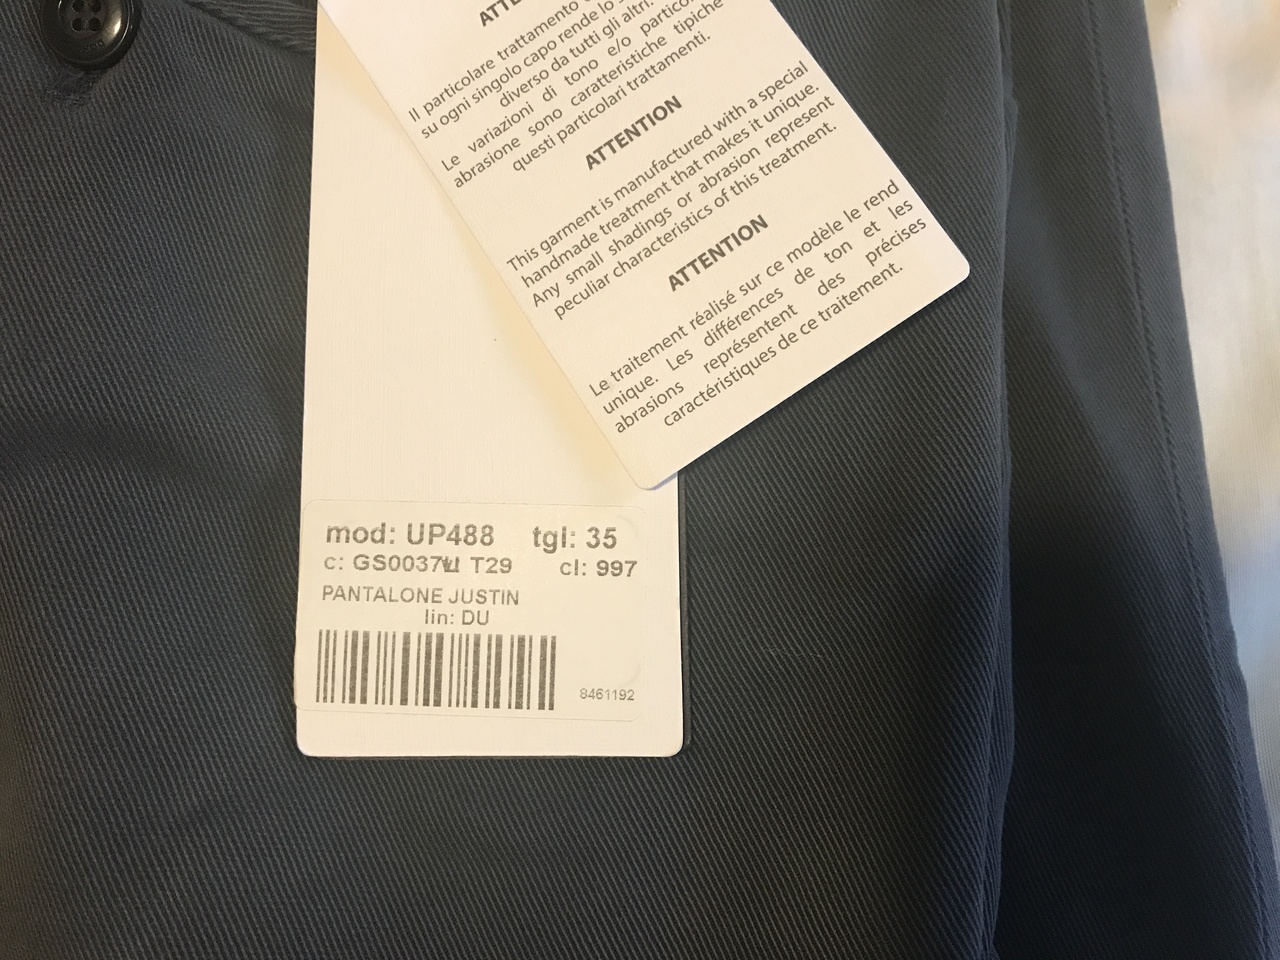 Il particolare trattamento
su ogni singolo capo rende lo
diverso da tutti gli altri.
Le variazioni di tono e/o
abrasione sono caratteristiche tipiche
questi particolari trattamenti.
ATTENTION
This garment is manufactured with a special
handmade treatment that makes it unique.
Any small shadings or abrasion represent
peculiar characteristics of this treatment.
ATTENTION
Le traitement réalisé sur ce modèle le rend
unique. Les différences de ton et les
abrasions représentent des précises
caractéristiques de ce traitement.
mod: UP488 tgl: 35
c: T29 cl: 997
PANTALONE JUSTIN
lin: DU
8461192